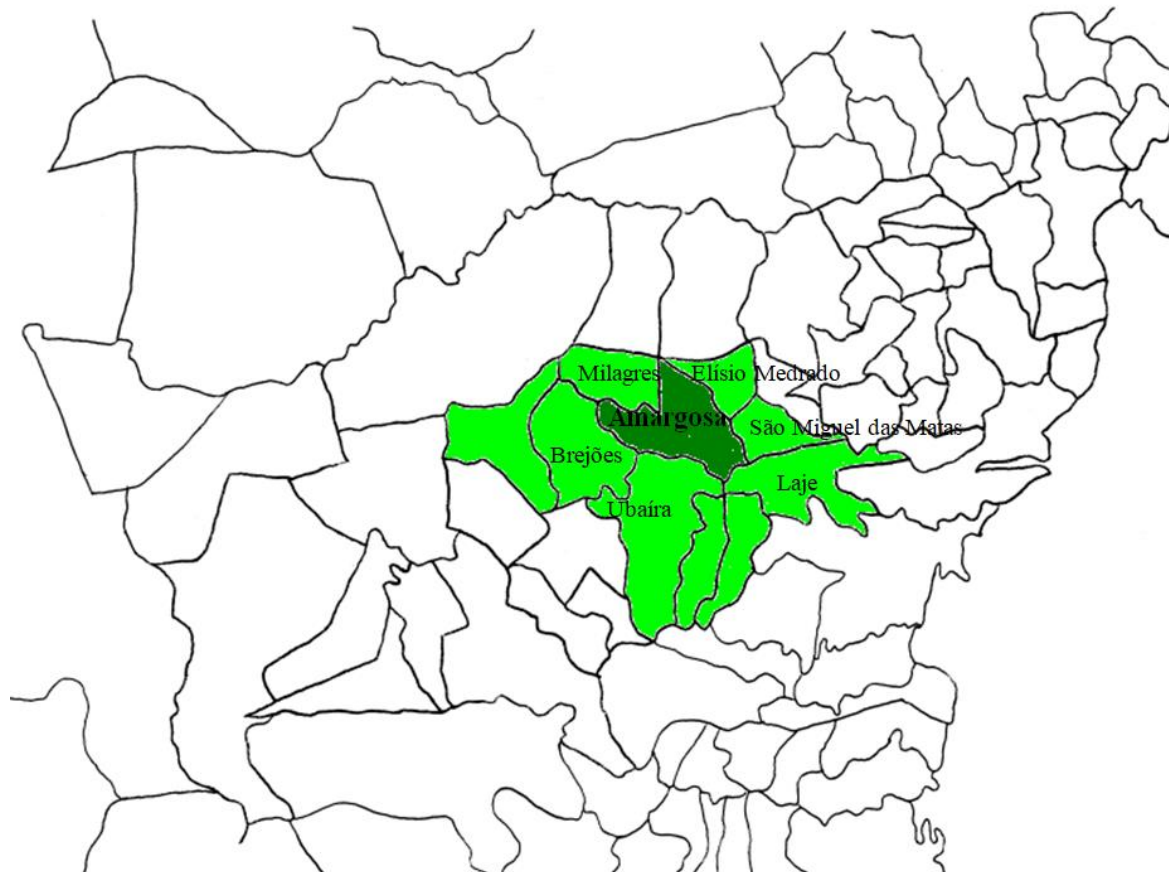 Milagres
Elísio Medrado
Amargosa
São Miguel das Matas
Brejões
Laje
Ubaíra